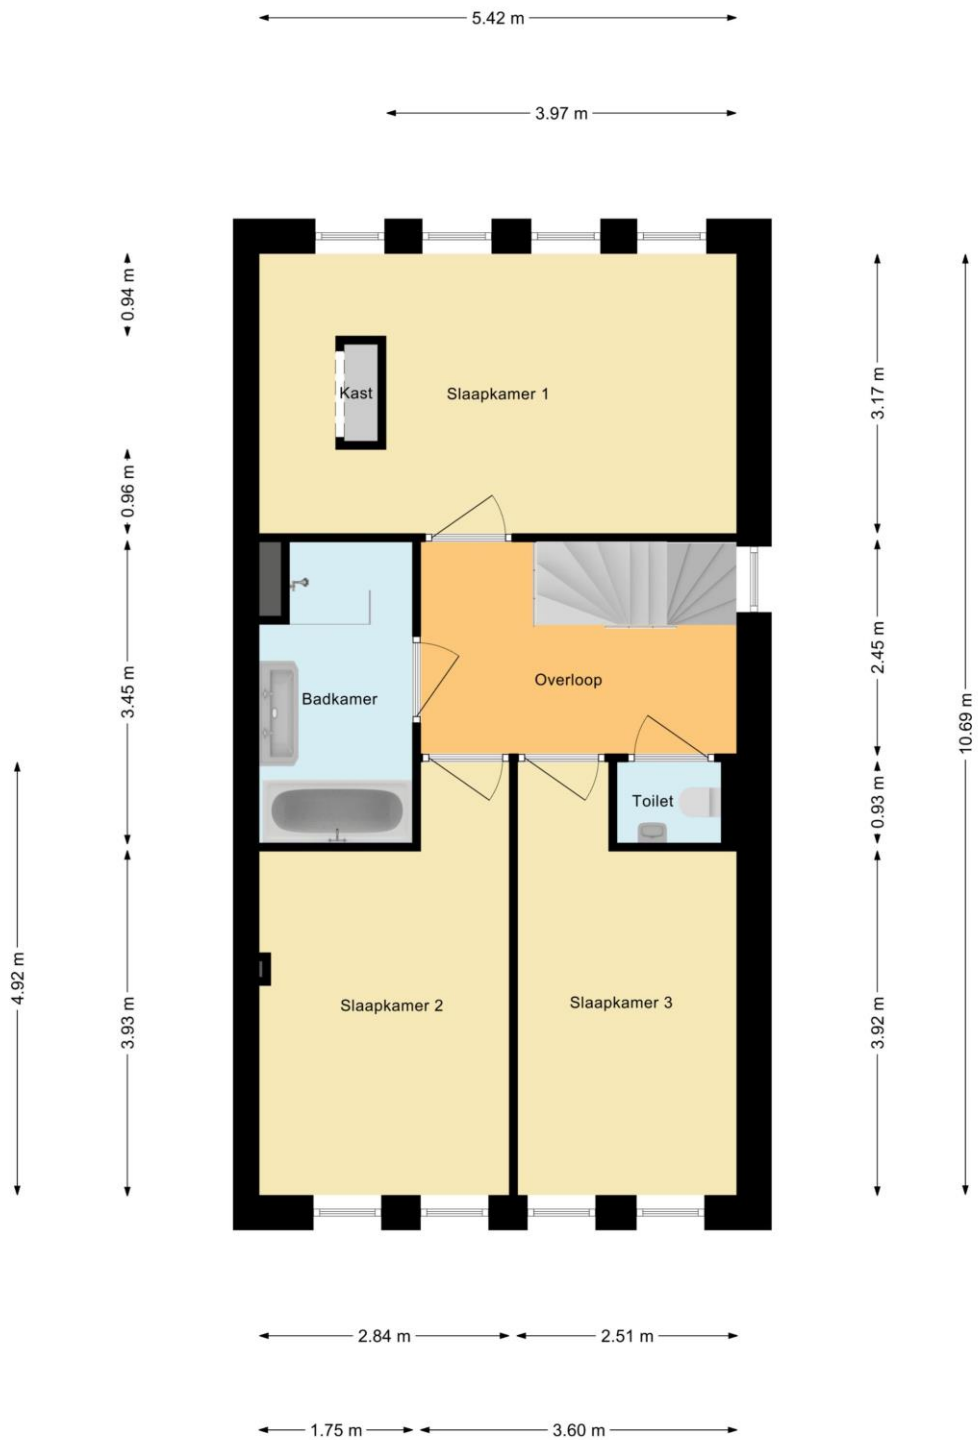 5.42 m
3.97 m
0.94 m
3.17 m
Kast
Slaapkamer 1
0.96 m
2.45 m
3.45 m
Overloop
Badkamer
10.69 m
Toilet
0.93 m
4.92 m
3.93 m
Slaapkamer 2
Slaapkamer 3
3.92 m
2.84 m
2.51 m
1.75 m
3.60 m